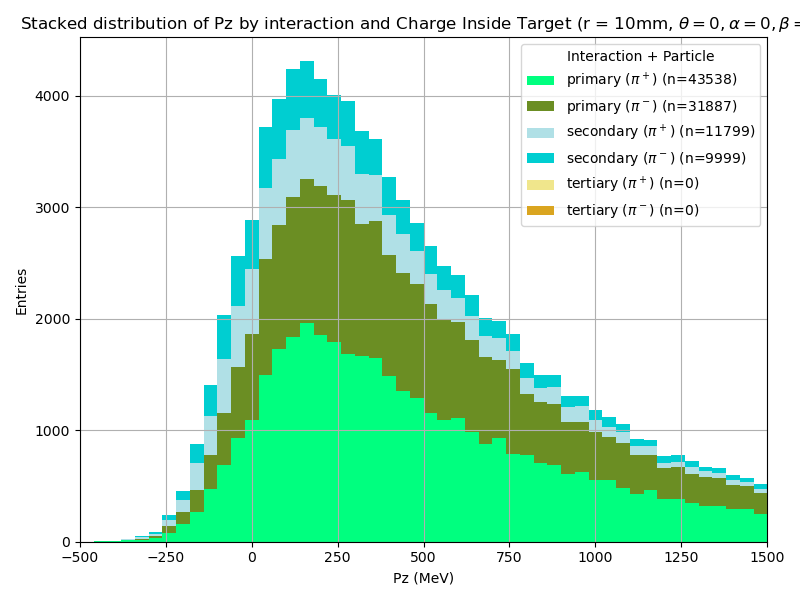 Stacked distribution of Pz by interaction and Charge Inside Target (r = 10mm, θ = 0, α = 0, β =
Interaction + Particle
primary (π⁺) (n=43538)
primary (π⁻) (n=31887)
secondary (π⁺) (n=11799)
secondary (π⁻) (n=9999)
tertiary (π⁺) (n=0)
tertiary (π⁻) (n=0)
Entries
4000
3000
2000
1000
0
−500 −250 0 250 500 750 1000 1250 1500
Pz (MeV)